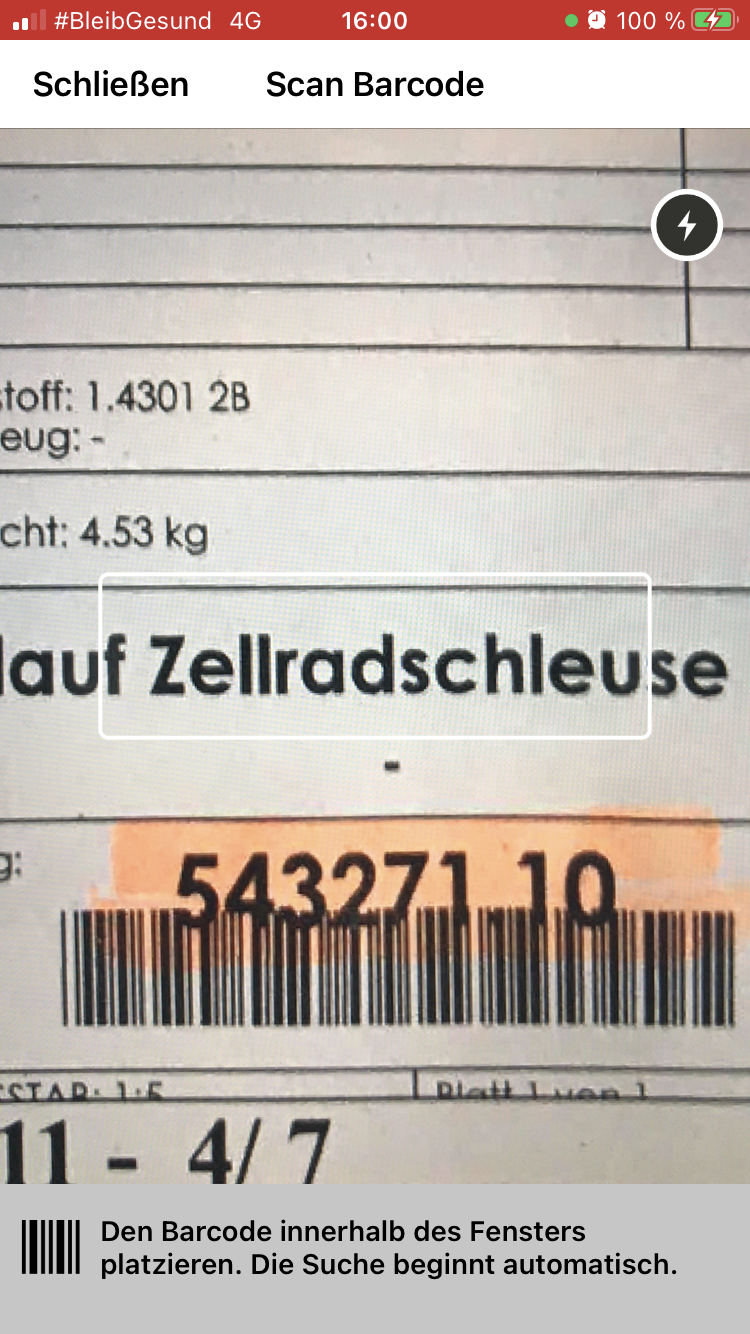 #BleibGesund 4G 16:00 100 %
Schließen Scan Barcode
toff: 1.4301 2B
eug: -
cht: 4.53 kg
lauf Zellradschleuse
-
g:
543271 10
STAB: 1:5 Blatt 1 von 1
11 - 4/ 7
Den Barcode innerhalb des Fensters
platzieren. Die Suche beginnt automatisch.